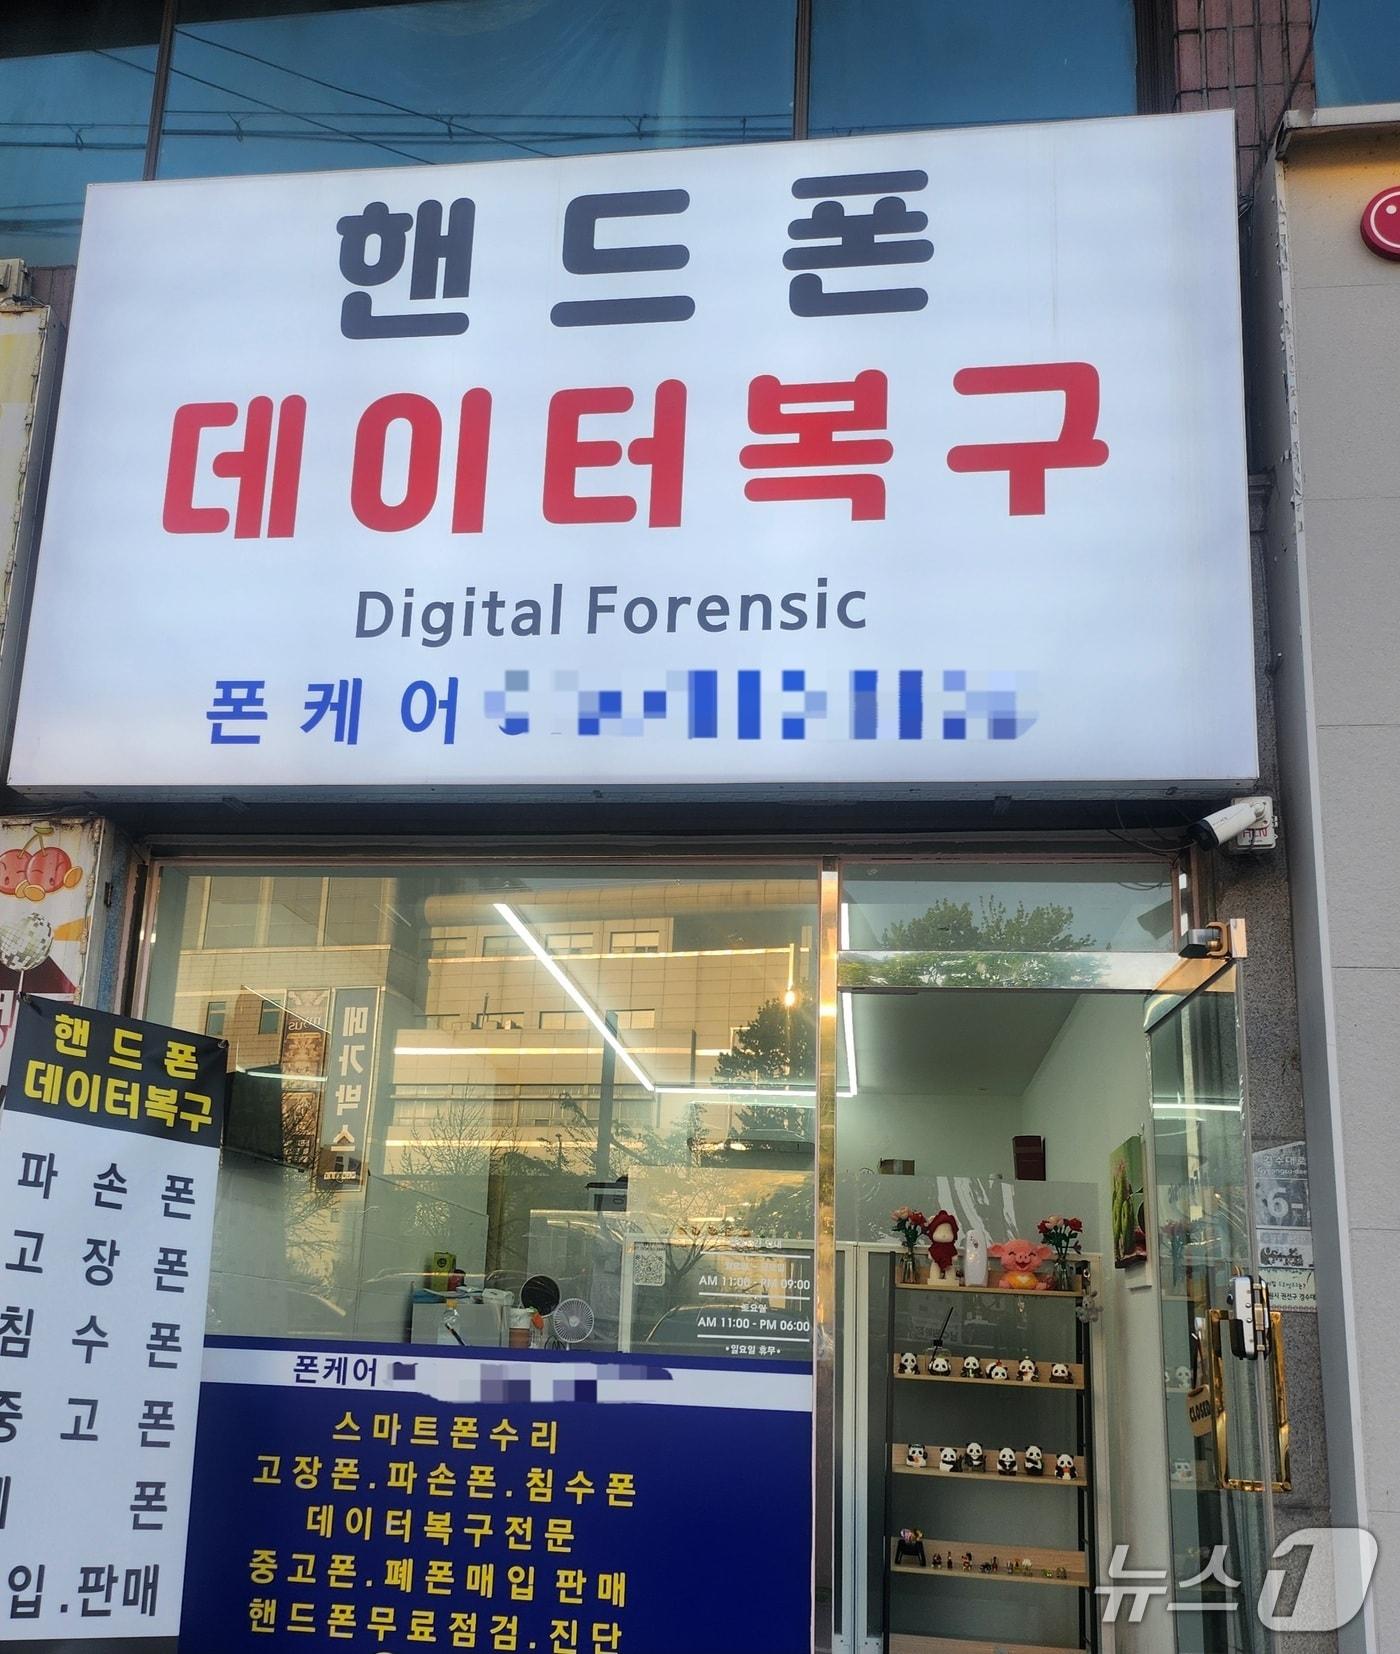 핸드폰
데이터복구
Digital Forensic
폰케어
핸드폰
데이터복구
파손폰
고장폰
침수폰
중고폰
폰
입.판매
메가박스
AM 11:00 - PM 09:00
토요일
AM 11:00 - PM 06:00
•일요일 휴무•
폰케어
스마트폰수리
고장폰.파손폰.침수폰
데이터복구전문
중고폰.폐폰매입 판매
핸드폰무료점검.진단
CLOSED
뉴스1